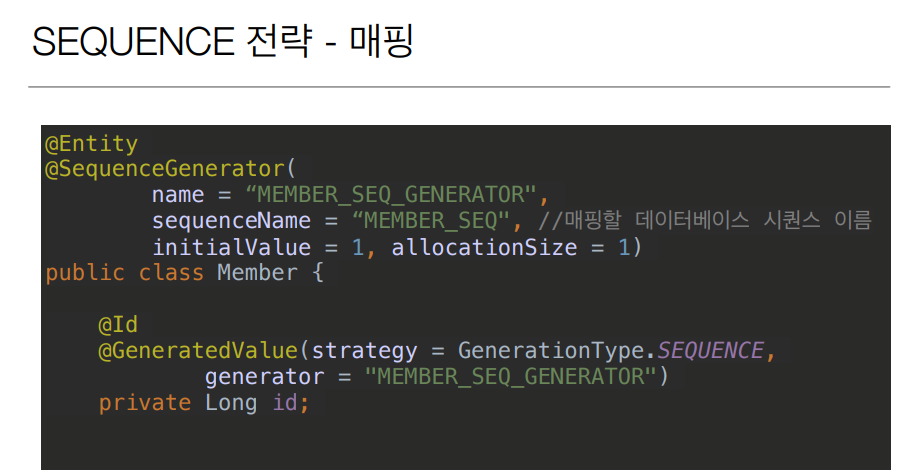 SEQUENCE 전략 - 매핑
@Entity
@SequenceGenerator(
name = “MEMBER_SEQ_GENERATOR",
sequenceName = “MEMBER_SEQ", //매핑할 데이터베이스 시퀀스 이름
initialValue = 1, allocationSize = 1)
public class Member {
@Id
@GeneratedValue(strategy = GenerationType.SEQUENCE,
generator = "MEMBER_SEQ_GENERATOR")
private Long id;